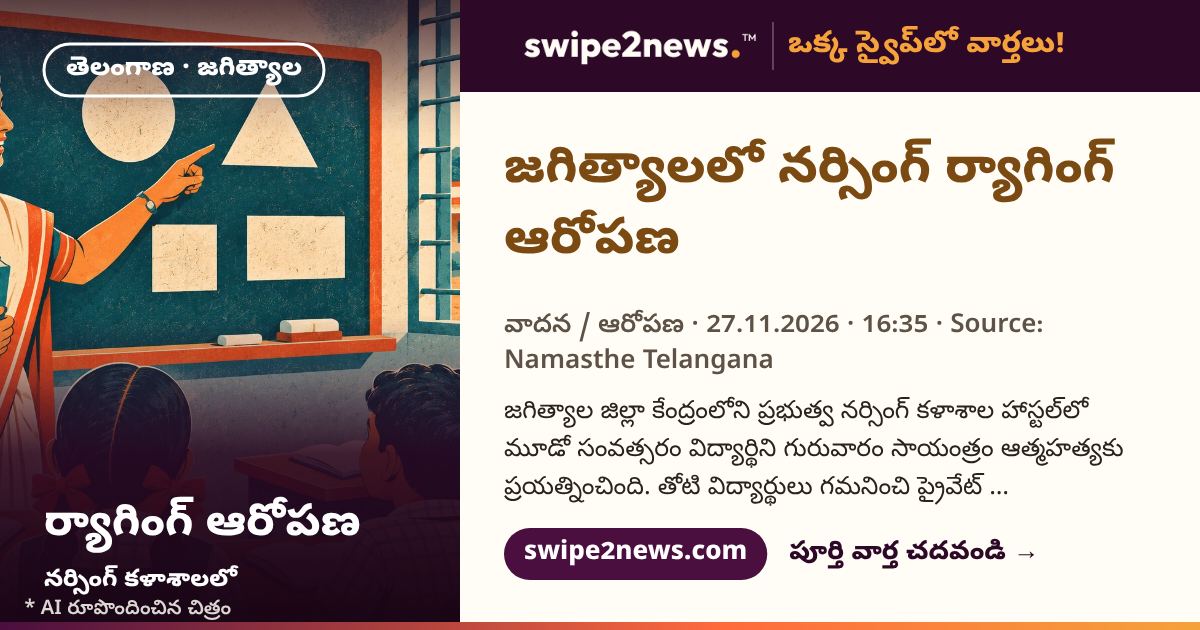 తెలంగాణ · జగిత్యాల
swipe2news.™
ఒక్క స్వైప్‌లో వార్తలు!
జగిత్యాలలో నర్సింగ్ ర్యాగింగ్
ఆరోపణ
వాదన / ఆరోపణ · 27.11.2026 · 16:35 · Source:
Namasthe Telangana
జగిత్యాల జిల్లా కేంద్రంలోని ప్రభుత్వ నర్సింగ్ కళాశాల హాస్టల్‌లో
మూడో సంవత్సరం విద్యార్థిని గురువారం సాయంత్రం ఆత్మహత్యకు
ప్రయత్నించింది. తోటి విద్యార్థులు గమనించి ప్రైవేట్ ...
swipe2news.com
పూర్తి వార్త చదవండి →
ర్యాగింగ్ ఆరోపణ
నర్సింగ్ కళాశాలలో
* AI రూపొందించిన చిత్రం